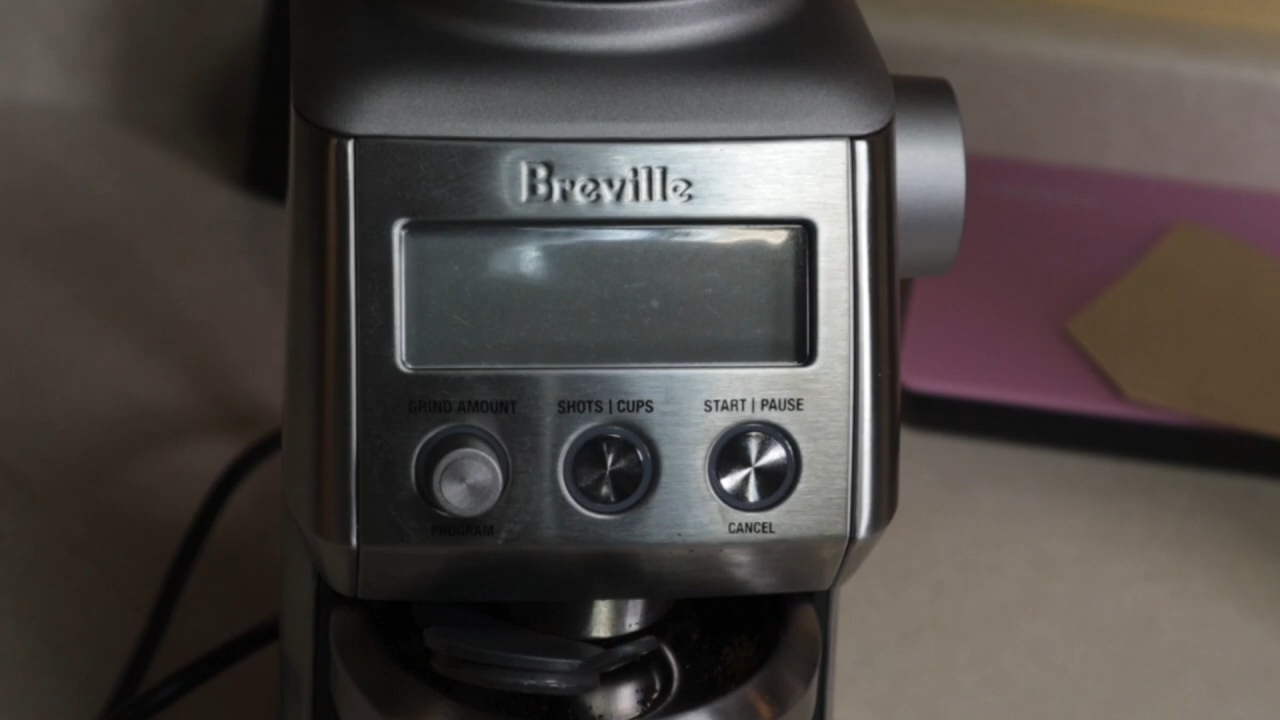 Breville
GRIND AMOUNT
SHOTS | CUPS
START | PAUSE
PROGRAM
CANCEL